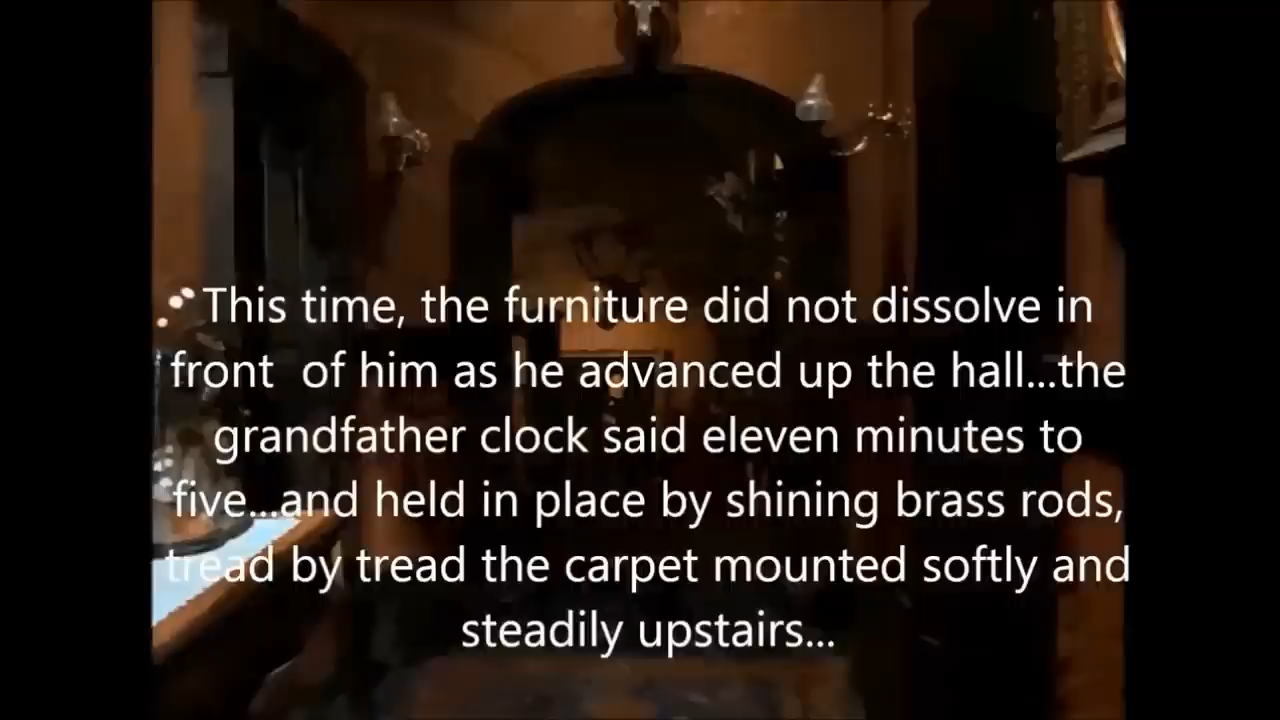 This time, the furniture did not dissolve in
front  of him as he advanced up the hall...the
grandfather clock said eleven minutes to
five...and held in place by shining brass rods,
tread by tread the carpet mounted softly and
steadily upstairs...